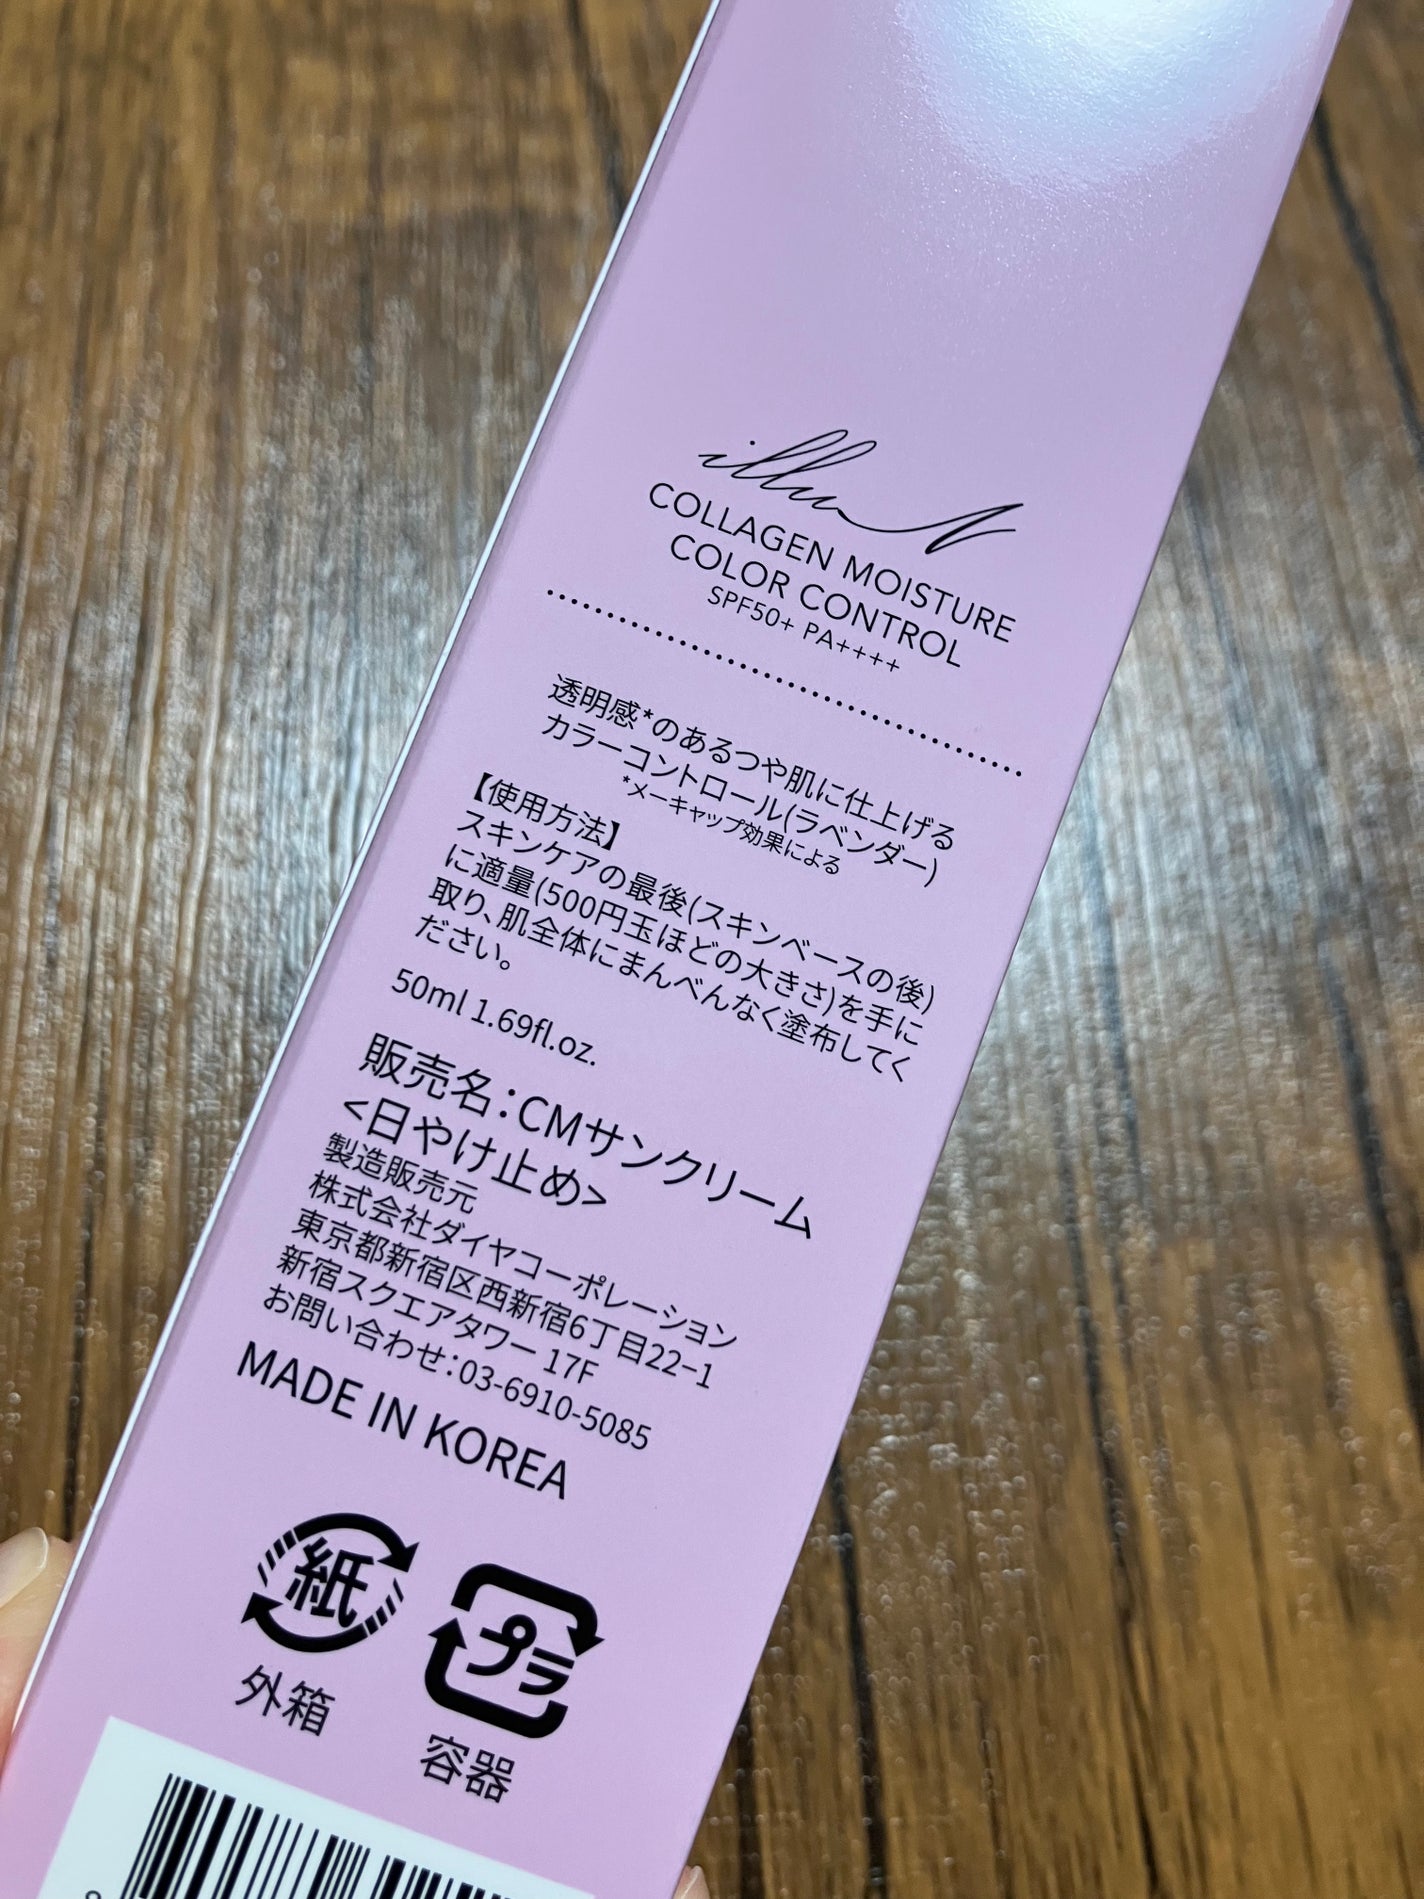 illuA
COLLAGEN MOISTURE
COLOR CONTROL
SPF50+ PA++++
透明感*のあるつや肌に仕上げる
カラーコントロール(ラベンダー)
*メーキャップ効果による
【使用方法】
スキンケアの最後(スキンベースの後)
に適量(500円玉ほどの大きさ)を手に
取り、肌全体にまんべんなく塗布してく
ださい。
50ml 1.69fl.oz.
販売名：CMサンクリーム
<日やけ止め>
製造販売元
株式会社ダイヤコーポレーション
東京都新宿区西新宿6丁目22-1
新宿スクエアタワー 17F
お問い合わせ：03-6910-5085
MADE IN KOREA
紙
プラ
外箱
容器